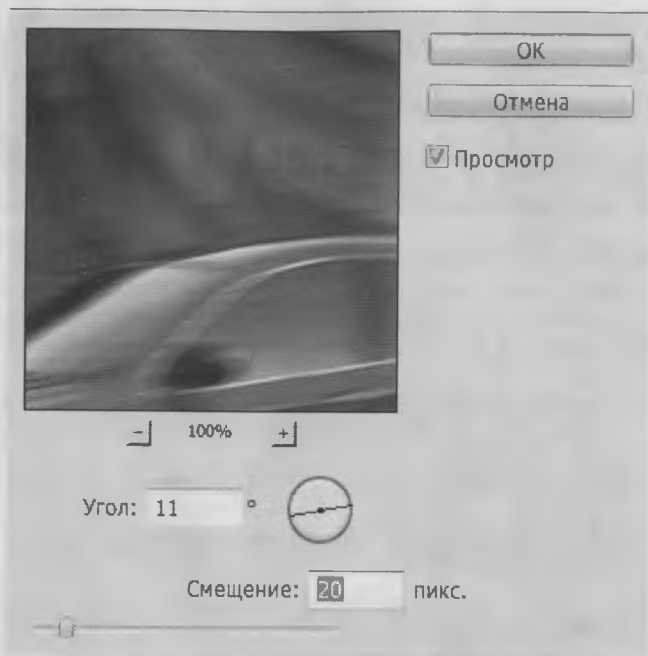 OK
Отмена
Просмотр
- 100% +
Угол: 11 °
Смещение: 20 пикс.